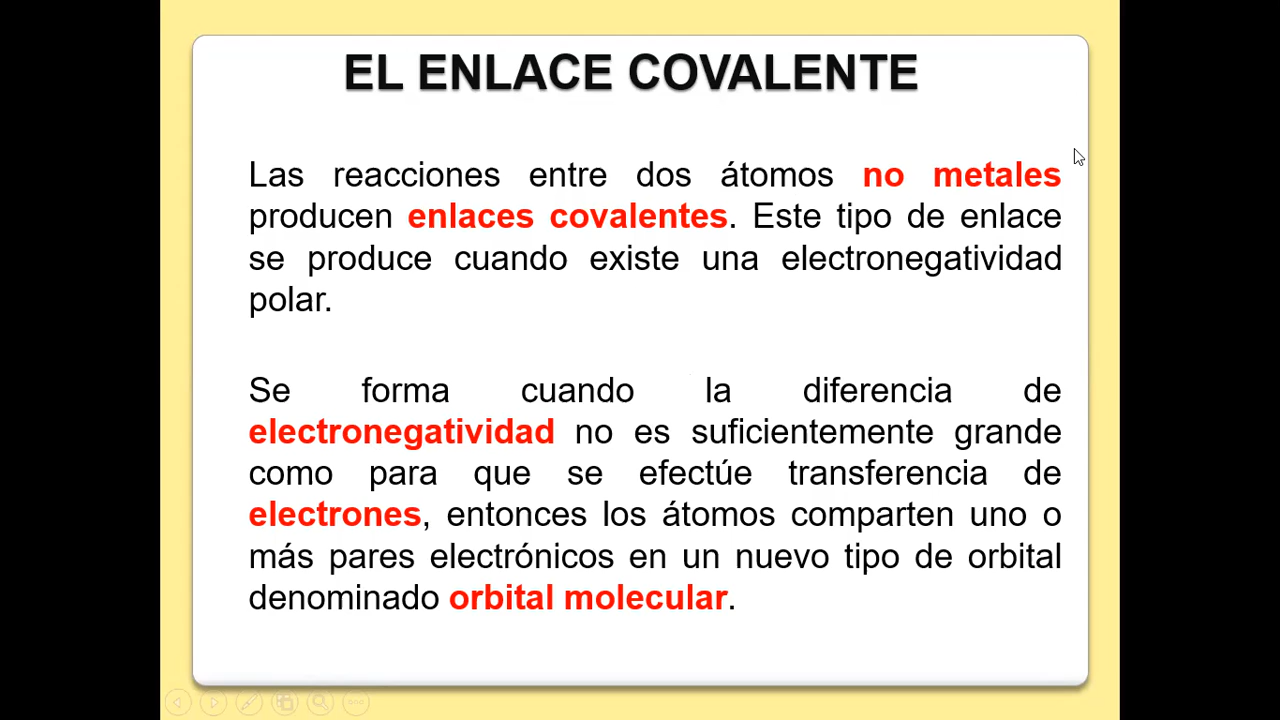 EL ENLACE COVALENTE
Las reacciones entre dos átomos no metales
producen enlaces covalentes. Este tipo de enlace
se produce cuando existe una electronegatividad
polar.
Se forma cuando la diferencia de
electronegatividad no es suficientemente grande
como para que se efectúe transferencia de
electrones, entonces los átomos comparten uno o
más pares electrónicos en un nuevo tipo de orbital
denominado orbital molecular.